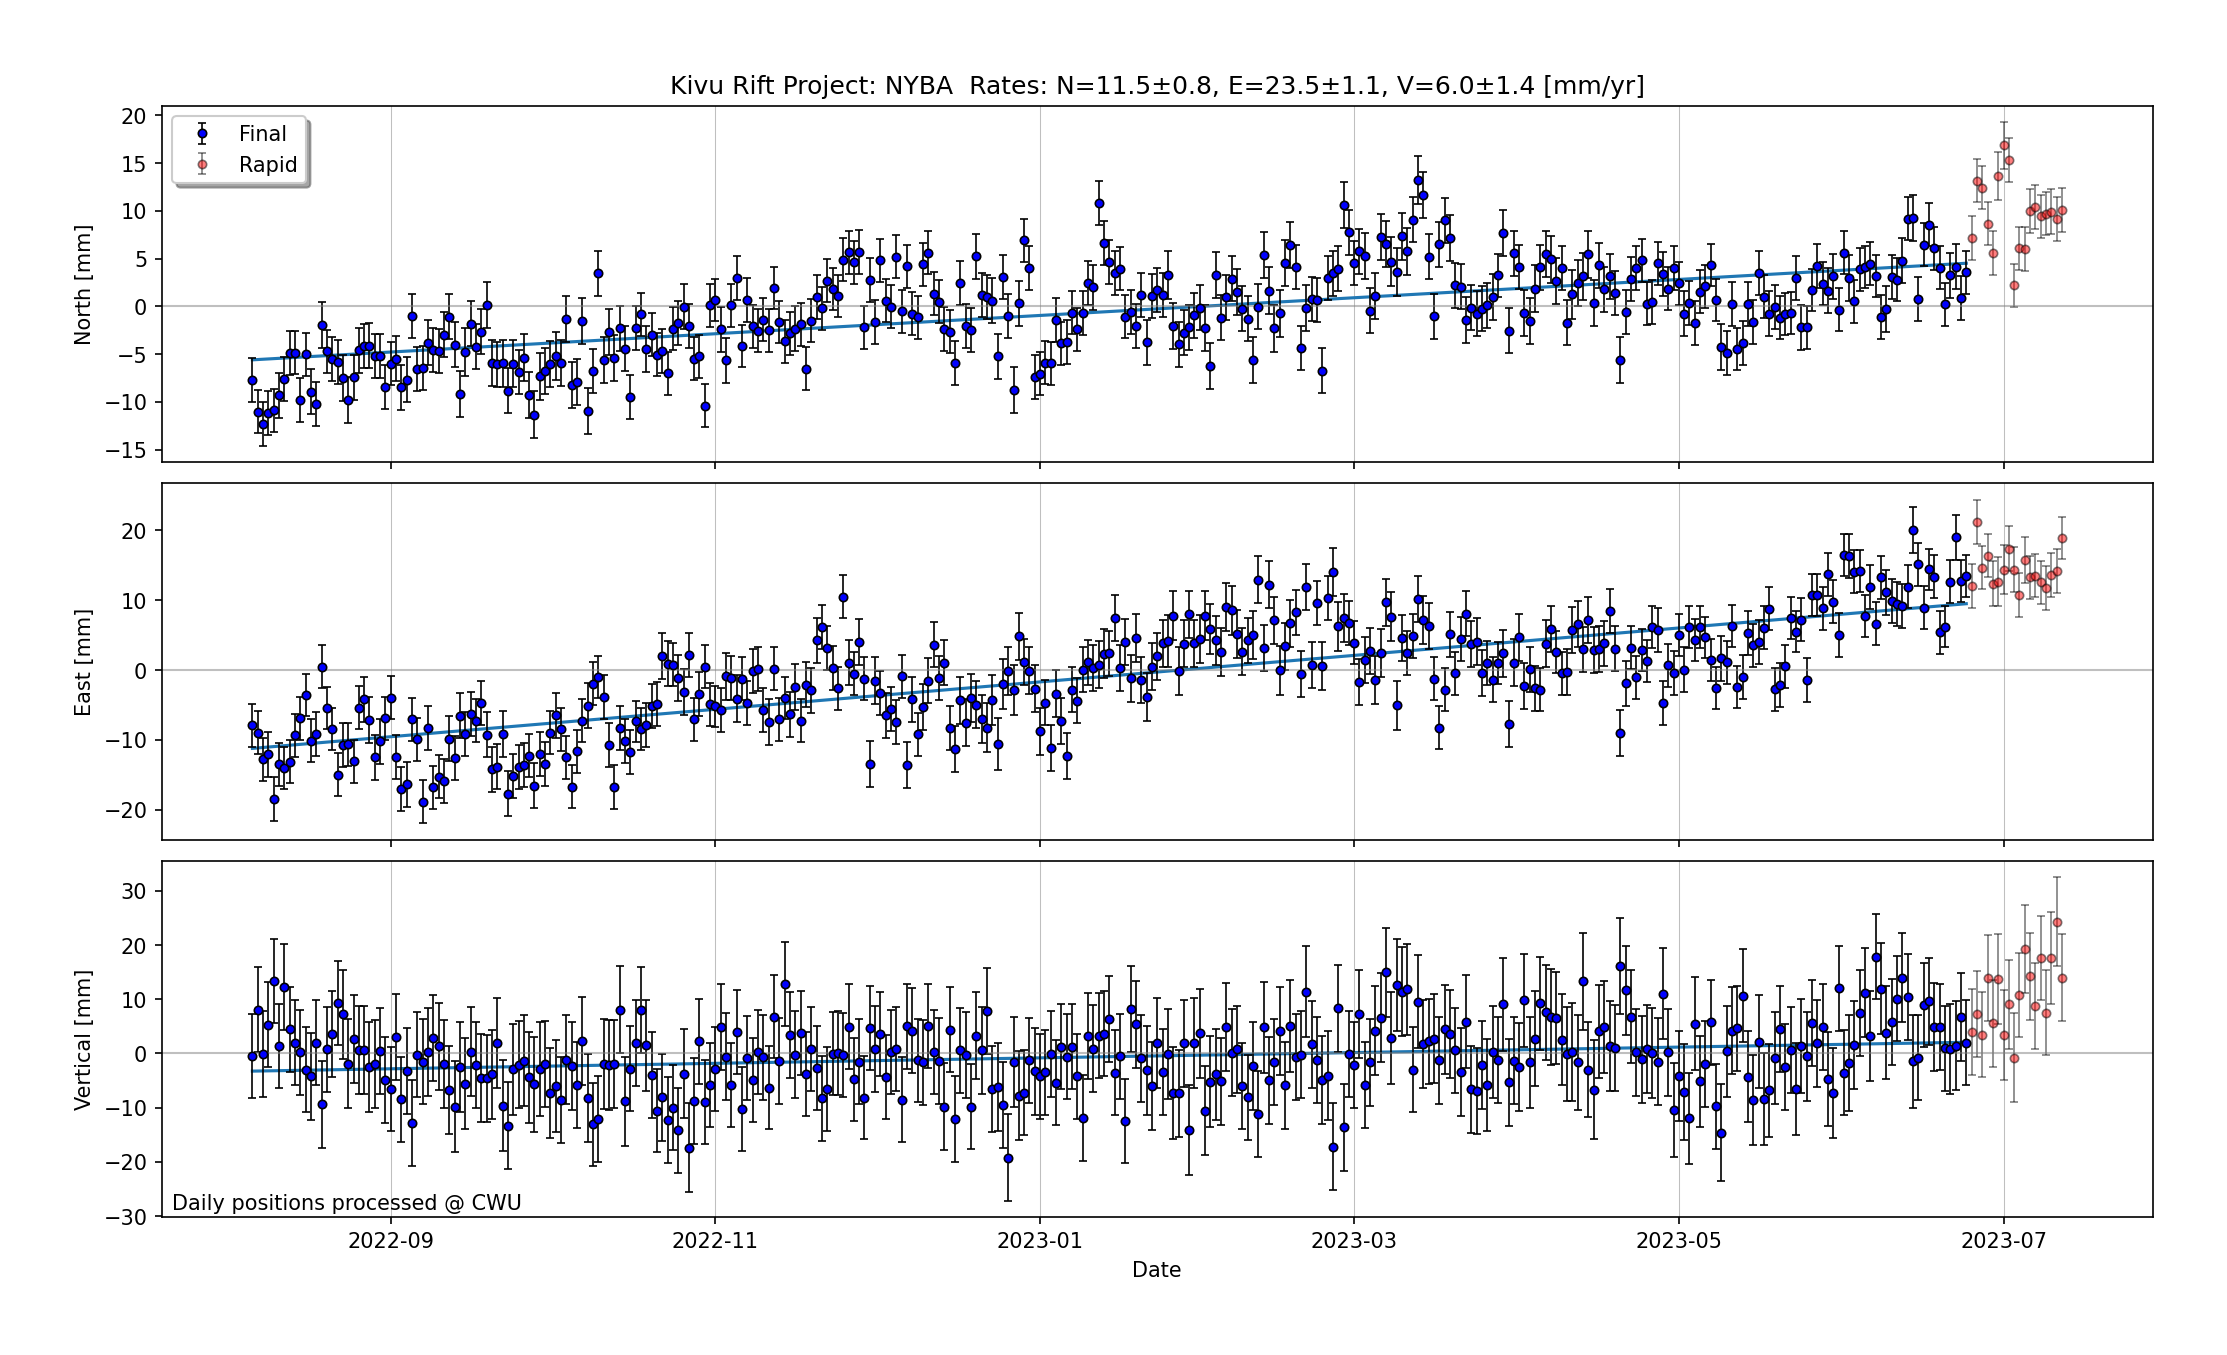 Kivu Rift Project: NYBA  Rates: N=11.5±0.8, E=23.5±1.1, V=6.0±1.4 [mm/yr]
Final
Rapid
North [mm]
20
15
10
5
0
−5
−10
−15
East [mm]
20
10
0
−10
−20
Vertical [mm]
30
20
10
0
−10
−20
−30
Daily positions processed @ CWU
2022-09 2022-11 2023-01 2023-03 2023-05 2023-07
Date